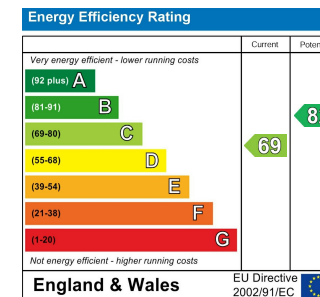 Energy Efficiency Rating
Current
Very energy efficient - lower running costs
(92 plus) A
(81-91) B
(69-80) C
(55-68) D
(39-54) E
(21-38) F
(1-20) G
69
Not energy efficient - higher running costs
England & Wales
EU Directive
2002/91/EC